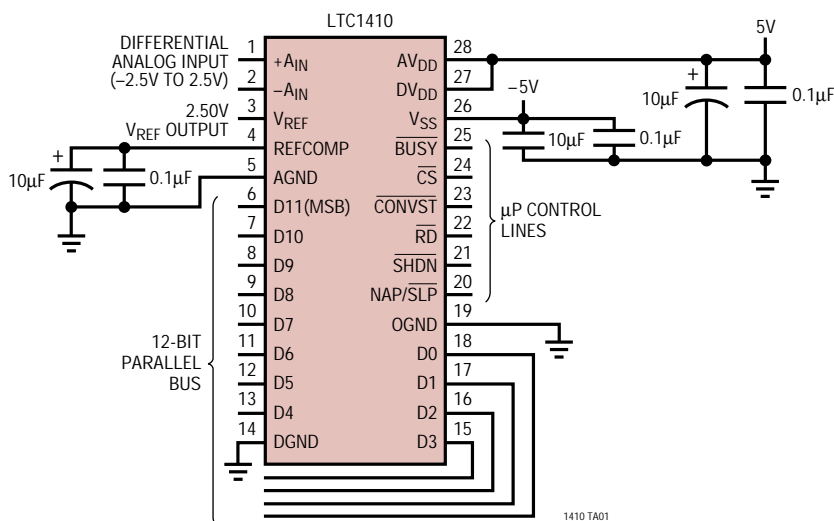 LTC1410
DIFFERENTIAL
ANALOG INPUT
(–2.5V TO 2.5V)
2.50V
VREF OUTPUT
10µF
+
0.1µF
12-BIT
PARALLEL
BUS
1 +AIN
2 –AIN
3 VREF
4 REFCOMP
5 AGND
6 D11(MSB)
7 D10
8 D9
9 D8
10 D7
11 D6
12 D5
13 D4
14 DGND
AVDD 28
DVDD 27
VSS 26
BUSY 25
CS 24
CONVST 23
RD 22
SHDN 21
NAP/SLP 20
OGND 19
D0 18
D1 17
D2 16
D3 15
5V
–5V
10µF
0.1µF
10µF
+
0.1µF
µP CONTROL
LINES
1410 TA01